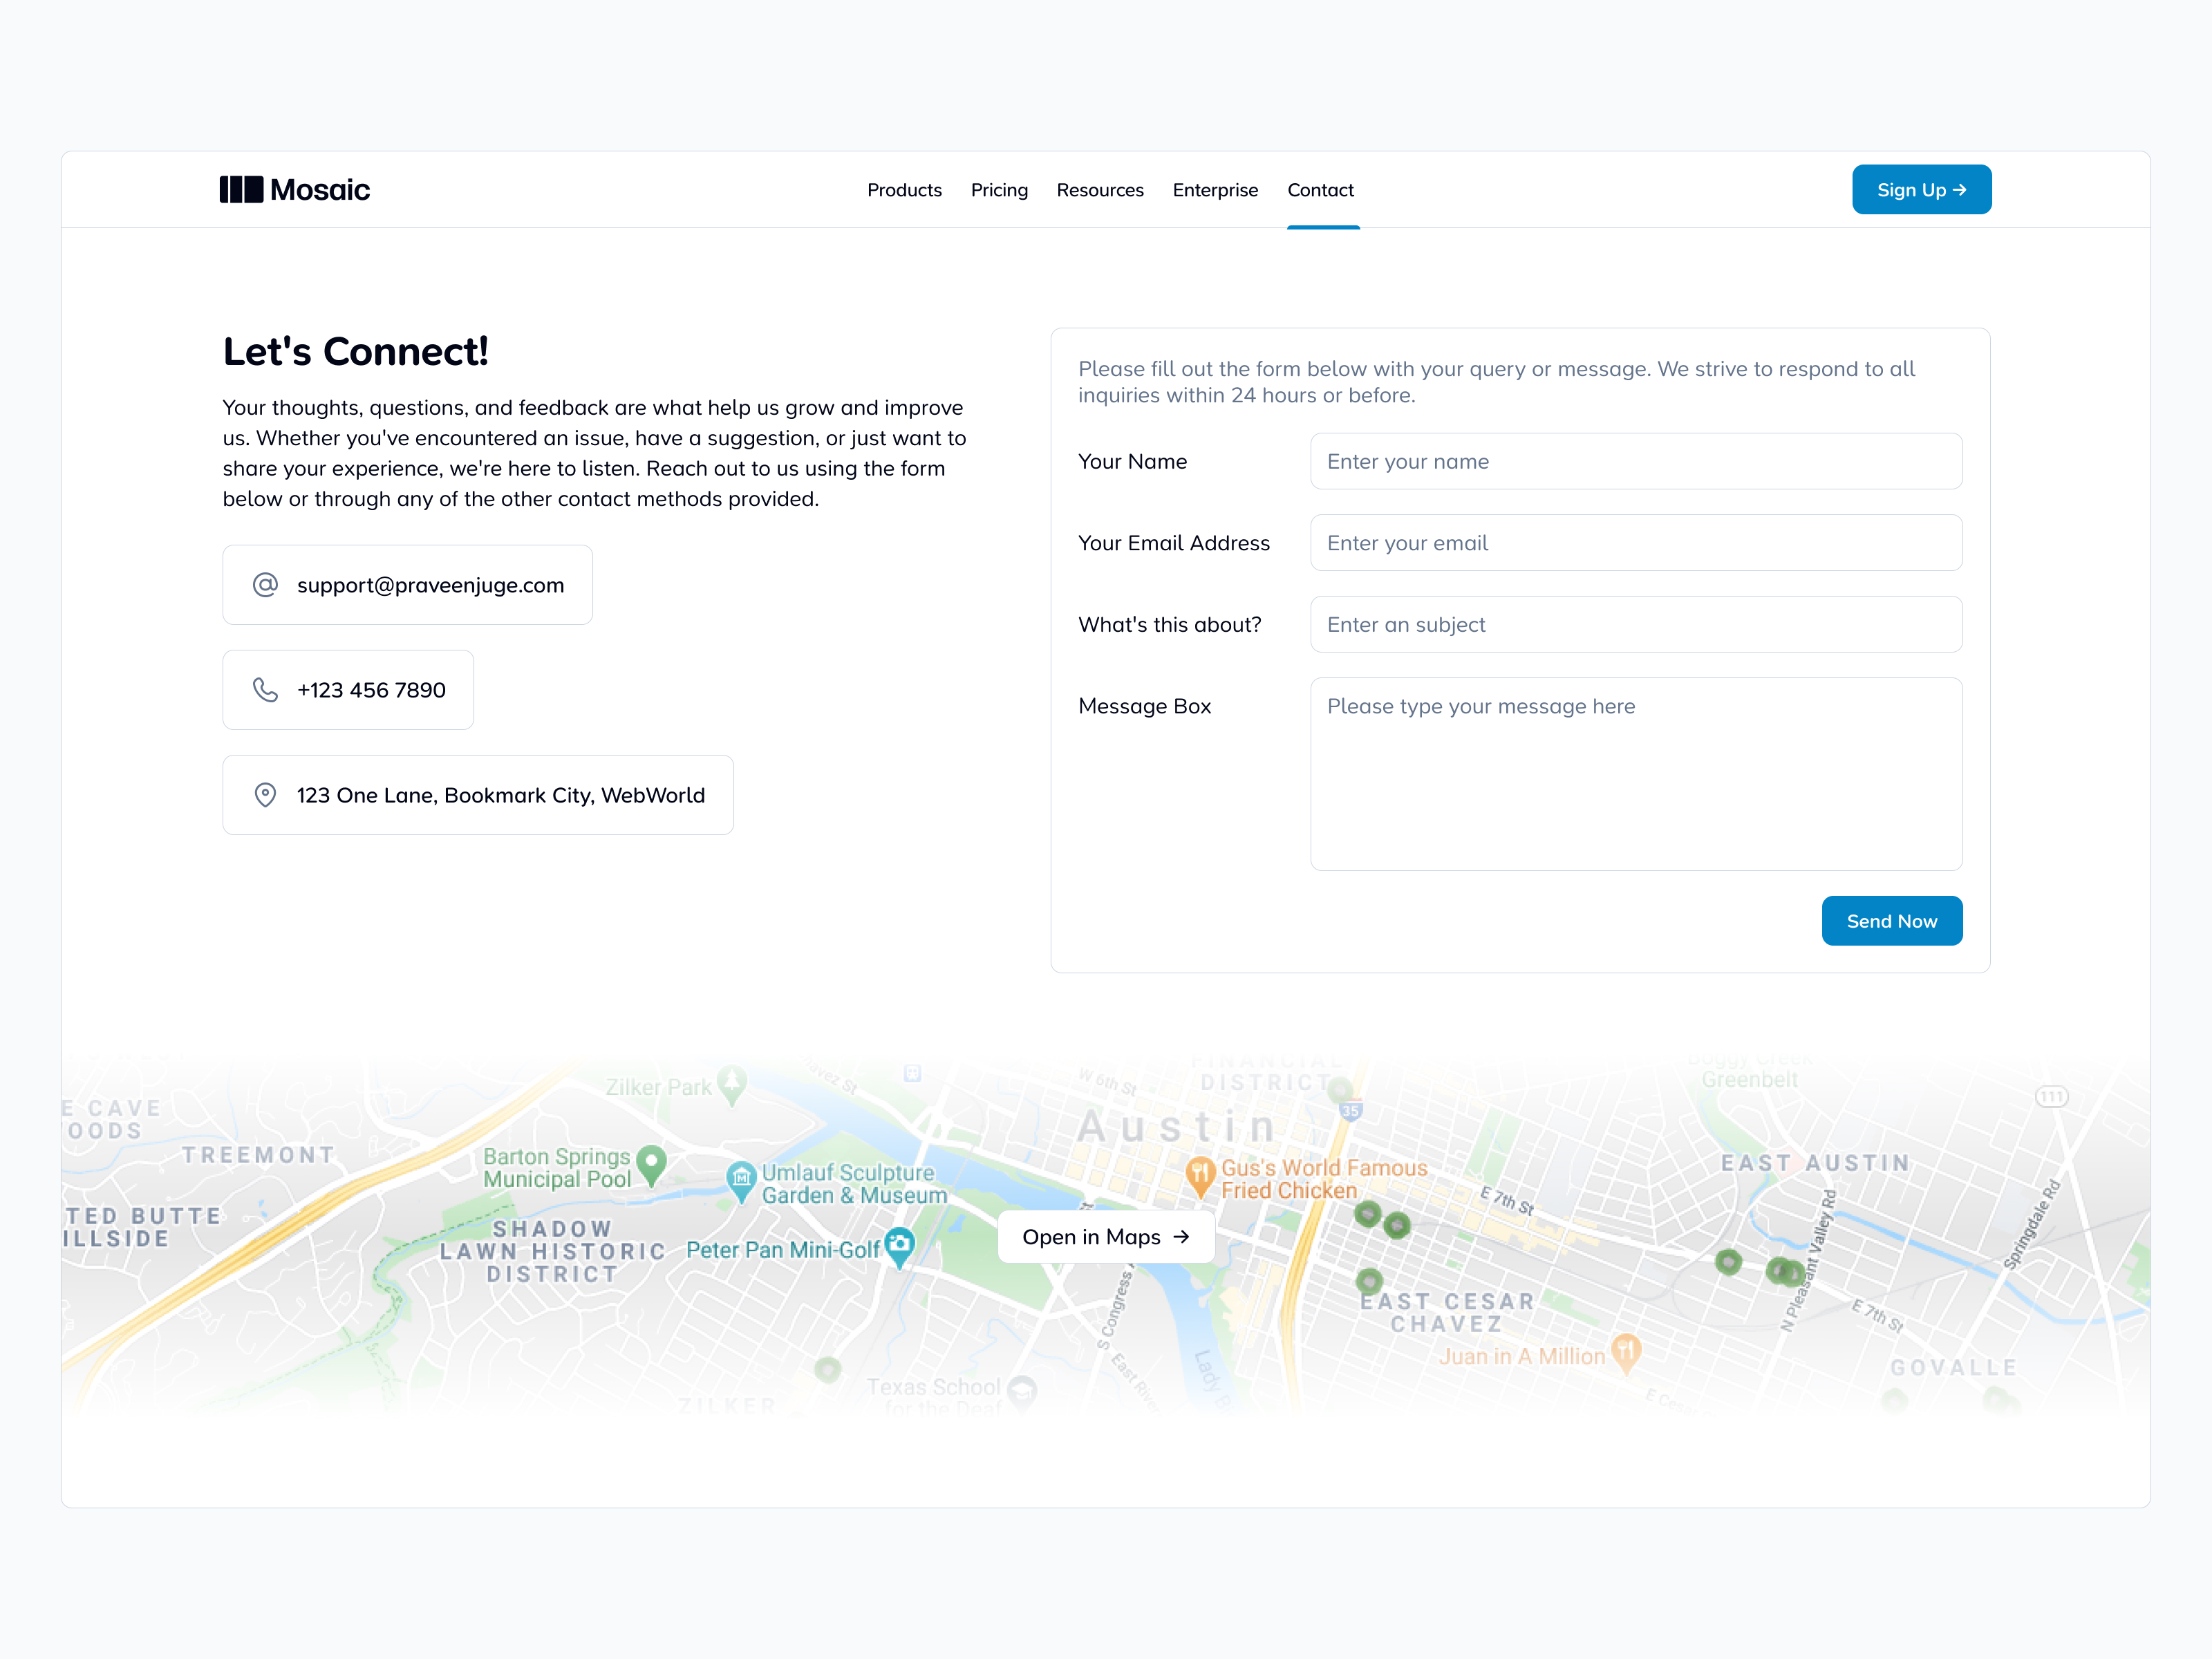 Mosaic
Products
Pricing
Resources
Enterprise
Contact
Sign Up →
Let's Connect!
Your thoughts, questions, and feedback are what help us grow and improve
us. Whether you've encountered an issue, have a suggestion, or just want to
share your experience, we're here to listen. Reach out to us using the form
below or through any of the other contact methods provided.
support@praveenjuge.com
+123 456 7890
123 One Lane, Bookmark City, WebWorld
Please fill out the form below with your query or message. We strive to respond to all
inquiries within 24 hours or before.
Your Name
Enter your name
Your Email Address
Enter your email
What's this about?
Enter an subject
Message Box
Please type your message here
Send Now
FINANCIAL
DISTRICT
Greenbelt
Zilker Park
W 6th St
35
111
E CAVE
OODS
Austin
TREEMONT
Barton Springs
Municipal Pool
Umlauf Sculpture
Garden & Museum
Gus's World Famous
Fried Chicken
EAST AUSTIN
E 7th St
TED BUTTE
ILLSIDE
SHADOW
LAWN HISTORIC
DISTRICT
Peter Pan Mini-Golf
Open in Maps →
N Pleasant Valley Rd
Springdale Rd
S Congress
EAST CESAR
CHAVEZ
E 7th St
Juan in A Million
GOVALLE
Lady
East River
Texas School
for the Deaf
ZILKER